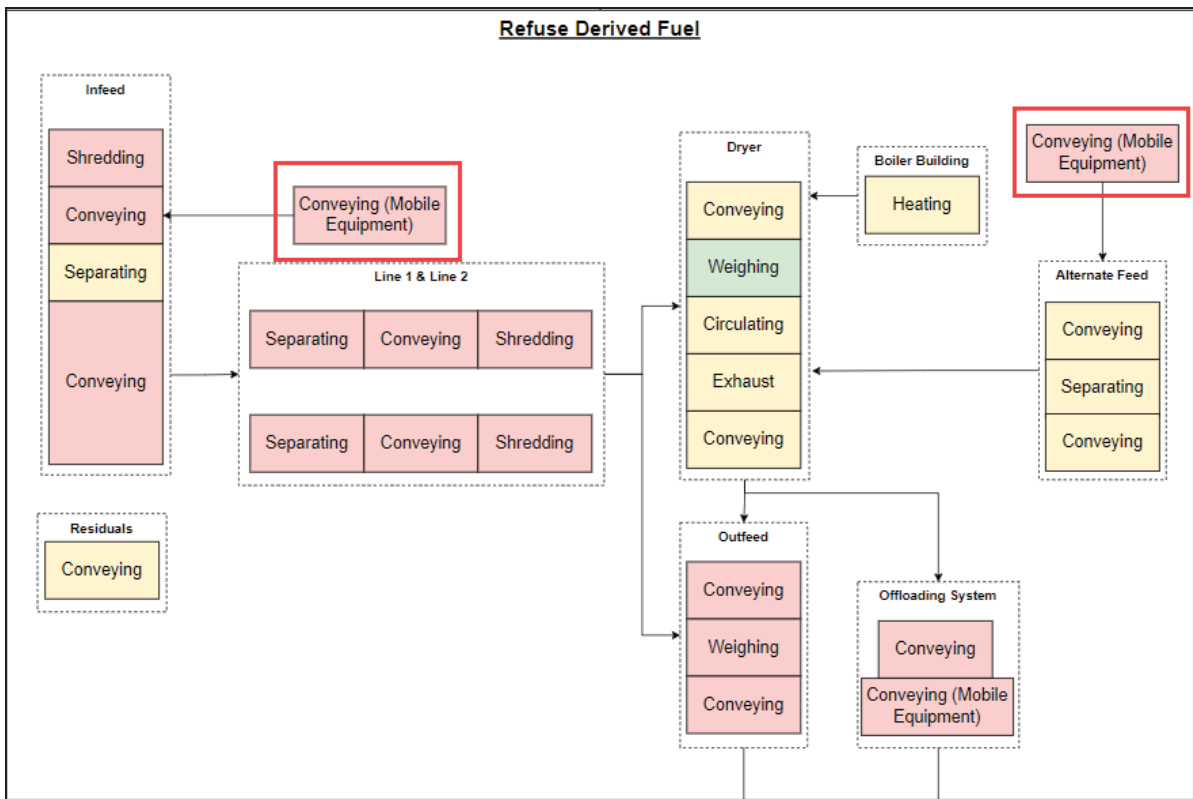 Refuse Derived Fuel
Infeed
Shredding
Conveying
Separating
Conveying
Conveying (Mobile
Equipment)
Line 1 & Line 2
Separating
Conveying
Shredding
Separating
Conveying
Shredding
Residuals
Conveying
Dryer
Conveying
Weighing
Circulating
Exhaust
Conveying
Boiler Building
Heating
Conveying (Mobile
Equipment)
Alternate Feed
Conveying
Separating
Conveying
Outfeed
Conveying
Weighing
Conveying
Offloading System
Conveying
Conveying (Mobile
Equipment)